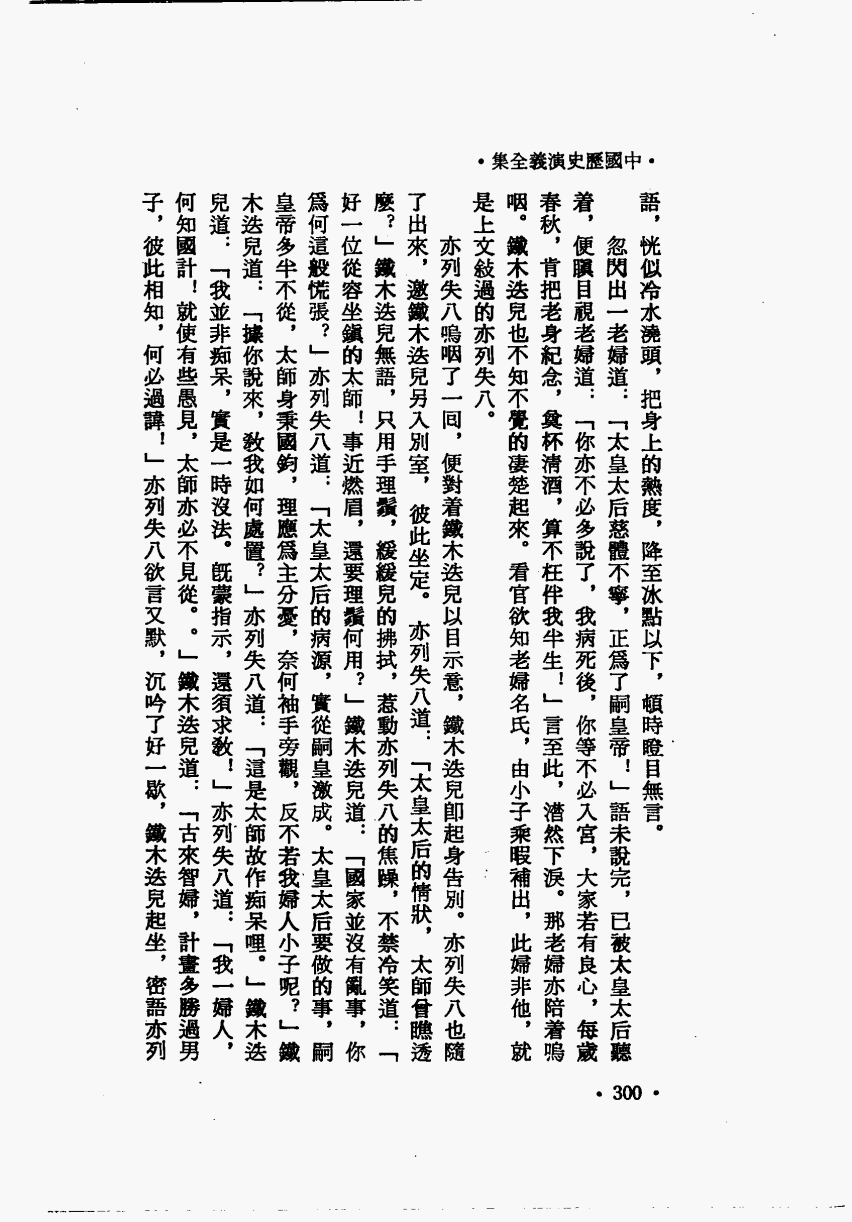 •中國歷史演義全集•
語，恍似冷水澆頭，把身上的熱度，降至冰點以下，頓時瞪目無言。
忽閃出一老婦道：「太皇太后慈體不寧，正爲了嗣皇帝！」語未說完，已被太皇太后聽
着，便瞋目視老婦道：「你亦不必多說了，我病死後，你等不必入宮，大家若有良心，每歲
春秋，肯把老身紀念，奠杯清酒，算不枉伴我半生！」言至此，潸然下淚。那老婦亦陪着嗚
咽。鐵木迭兒也不知不覺的淒楚起來。看官欲知老婦名氏，由小子乘暇補出，此婦非他，就
是上文敍過的亦列失八。
亦列失八嗚咽了一回，便對着鐵木迭兒以目示意，鐵木迭兒卽起身告別。亦列失八也隨
了出來，邀鐵木迭兒另入別室，彼此坐定。亦列失八道：「太皇太后的情狀，太師曾瞧透
麼？」鐵木迭兒無語，只用手理鬚，緩緩兒的拂拭，惹動亦列失八的焦躁，不禁冷笑道：「
好一位從容坐鎭的太師！事近燃眉，還要理鬚何用？」鐵木迭兒道：「國家並沒有亂事，你
爲何這般慌張？」亦列失八道：「太皇太后的病源，實從嗣皇激成。太皇太后要做的事，嗣
皇帝多半不從，太師身秉國鈞，理應爲主分憂，奈何袖手旁觀，反不若我婦人小子呢？」鐵
木迭兒道：「據你說來，敎我如何處置？」亦列失八道：「這是太師故作痴呆哩。」鐵木迭
兒道：「我並非痴呆，實是一時沒法。旣蒙指示，還須求敎！」亦列失八道：「我一婦人，
何知國計！就使有些愚見，太師亦必不見從。。」鐵木迭兒道：「古來智婦，計畫多勝過男
子，彼此相知，何必過諱！」亦列失八欲言又默，沉吟了好一歇，鐵木迭兒起坐，密語亦列
•300•